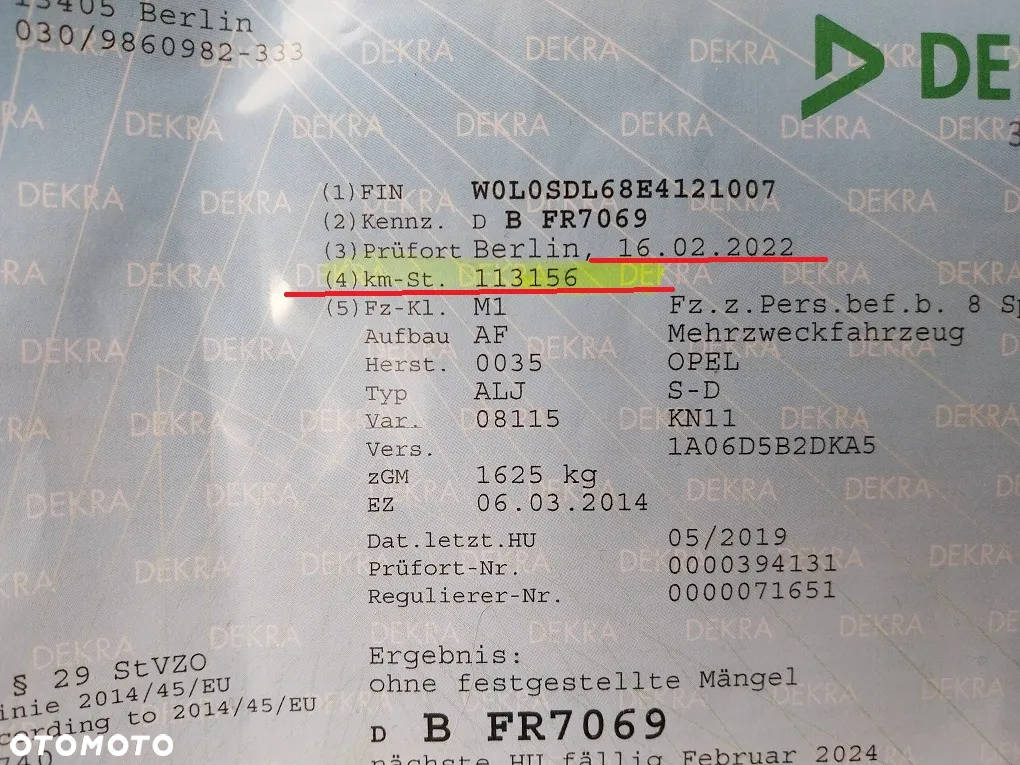 13405 Berlin
030/9860982-333
DE
(1) FIN W0L0SDL68E4121007
(2) Kennz. D B FR7069
(3) Prüfort Berlin, 16.02.2022
(4) km-St. 113156
(5) Fz-Kl. M1 Fz.z.Pers.bef.b. 8 Sp
Aufbau AF Mehrzweckfahrzeug
Herst. 0035 OPEL
Typ ALJ S-D
Var. 08115 KN11
Vers. 1A06D5B2DKA5
zGM 1625 kg
EZ 06.03.2014
Dat.letzt.HU 05/2019
Prüfort-Nr. 0000394131
Regulierer-Nr. 0000071651
Ergebnis:
ohne festgestellte Mängel
D B FR7069
nächste HU fällig Februar 2024
§ 29 StVZO
inie 2014/45/EU
cording to 2014/45/EU
OTOMOTO